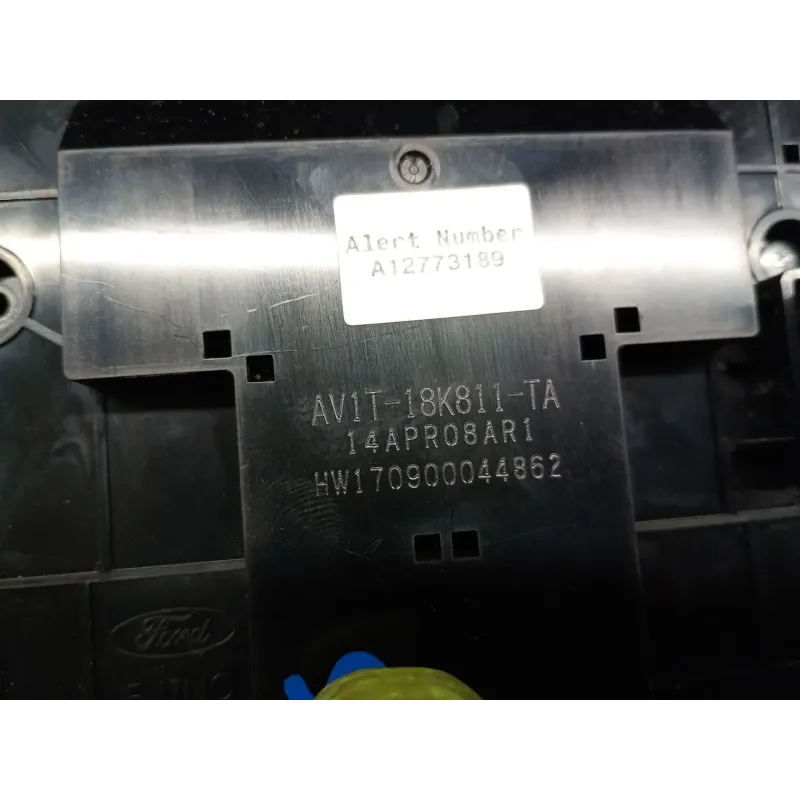 Alert Number
A12773189
AV1T-18K811-TA
14APR08AR1
HW170900044862
Ford